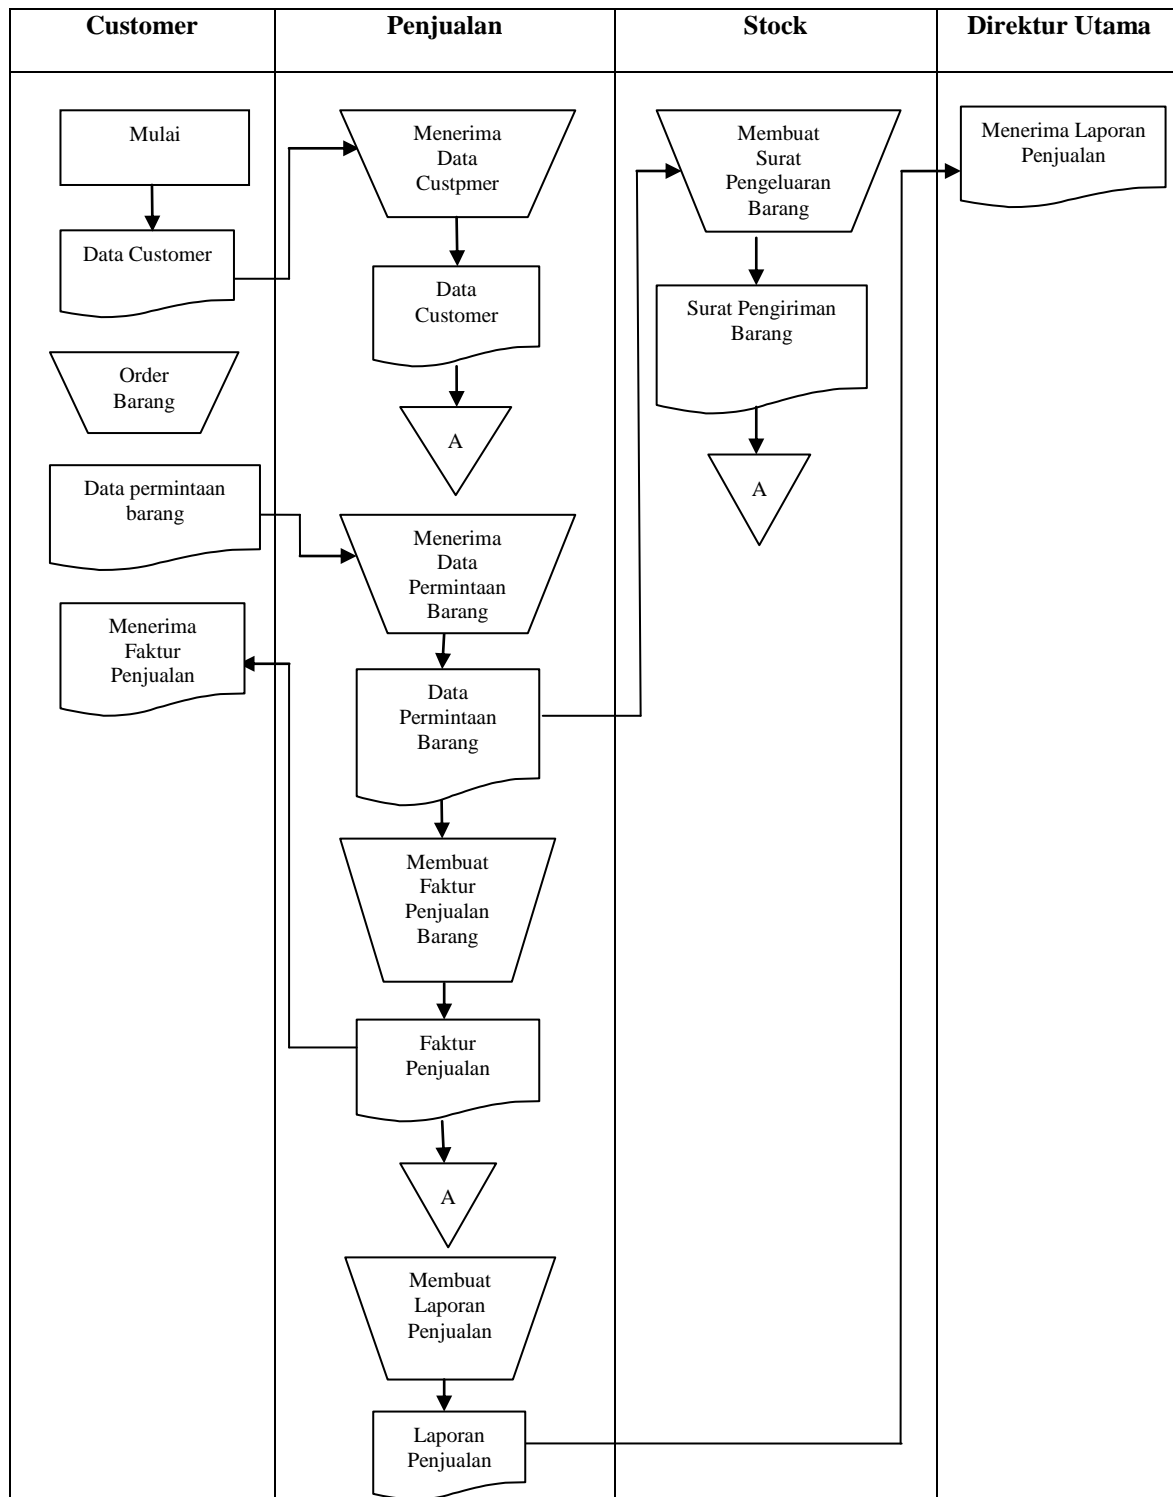 Customer
Penjualan
Stock
Direktur Utama
Mulai
Data Customer
Order
Barang
Data permintaan
barang
Menerima
Faktur
Penjualan
Menerima
Data
Custpmer
Data
Customer
A
Menerima
Data
Permintaan
Barang
Data
Permintaan
Barang
Membuat
Faktur
Penjualan
Barang
Faktur
Penjualan
A
Membuat
Laporan
Penjualan
Laporan
Penjualan
Membuat
Surat
Pengeluaran
Barang
Surat Pengiriman
Barang
A
Menerima Laporan
Penjualan